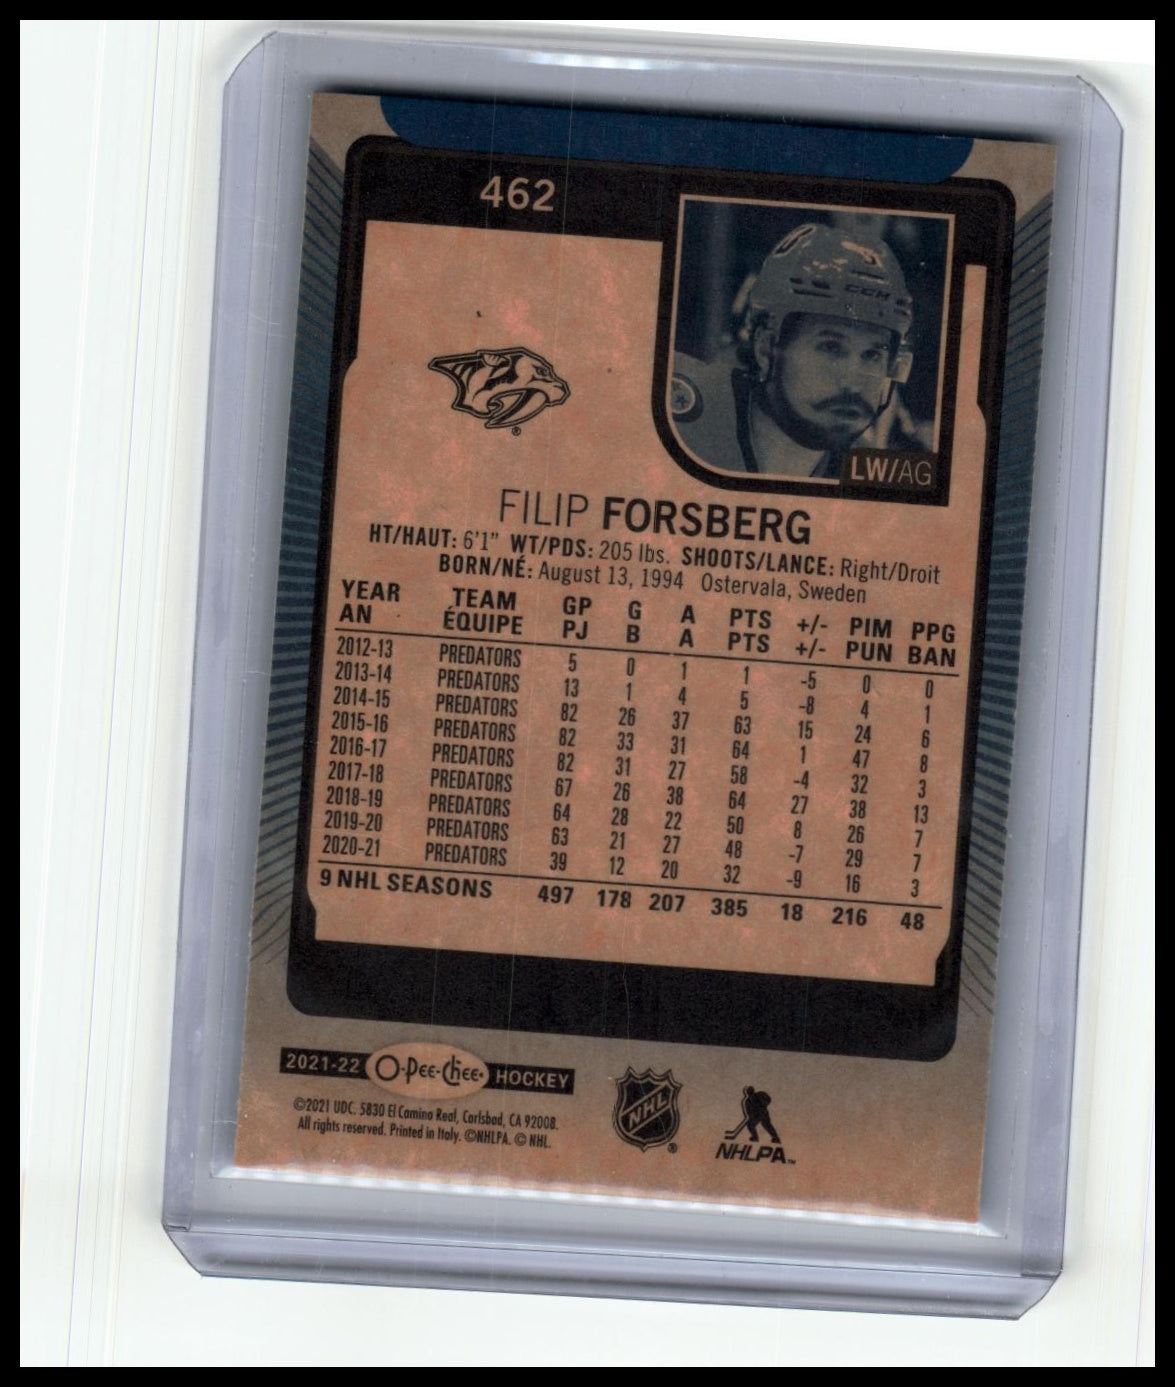 462
CCM
LW/AG
®
FILIP FORSBERG
HT/HAUT: 6'1" WT/PDS: 205 lbs. SHOOTS/LANCE: Right/Droit
BORN/NÉ: August 13, 1994 Ostervala, Sweden
YEAR TEAM GP G A PTS +/- PIM PPG
AN ÉQUIPE PJ B A PTS +/- PUN BAN
2012-13 PREDATORS 5 0 1 1 -5 0 0
2013-14 PREDATORS 13 1 4 5 -8 4 1
2014-15 PREDATORS 82 26 37 63 15 24 6
2015-16 PREDATORS 82 33 31 64 1 47 8
2016-17 PREDATORS 82 31 27 58 -4 32 3
2017-18 PREDATORS 67 26 38 64 27 38 13
2018-19 PREDATORS 64 28 22 50 8 26 7
2019-20 PREDATORS 63 21 27 48 -7 29 7
2020-21 PREDATORS 39 12 20 32 -9 16 3
9 NHL SEASONS 497 178 207 385 18 216 48
2021-22 O-Pee-Chee HOCKEY
©2021 UDC. 5830 El Camino Real, Carlsbad, CA 92008.
All rights reserved. Printed in Italy. ©NHLPA. © NHL.
NHL ®
NHLPA™